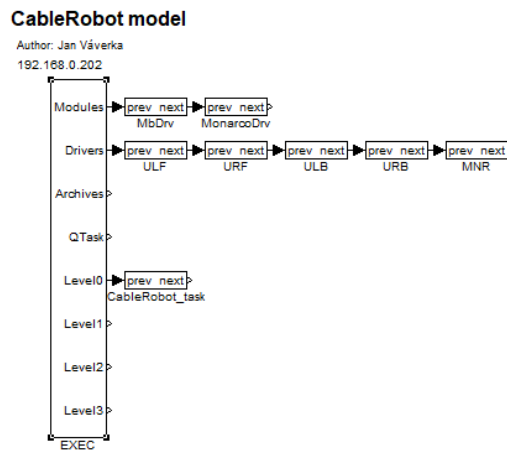 CableRobot model
Author: Jan Váverka
192.168.0.202
Modules prev next prev next
MbDrv MonarcoDrv
Drivers prev next prev next prev next prev next prev next
ULF URF ULB URB MNR
Archives
QTask
Level0 prev next
CableRobot_task
Level1
Level2
Level3
EXEC